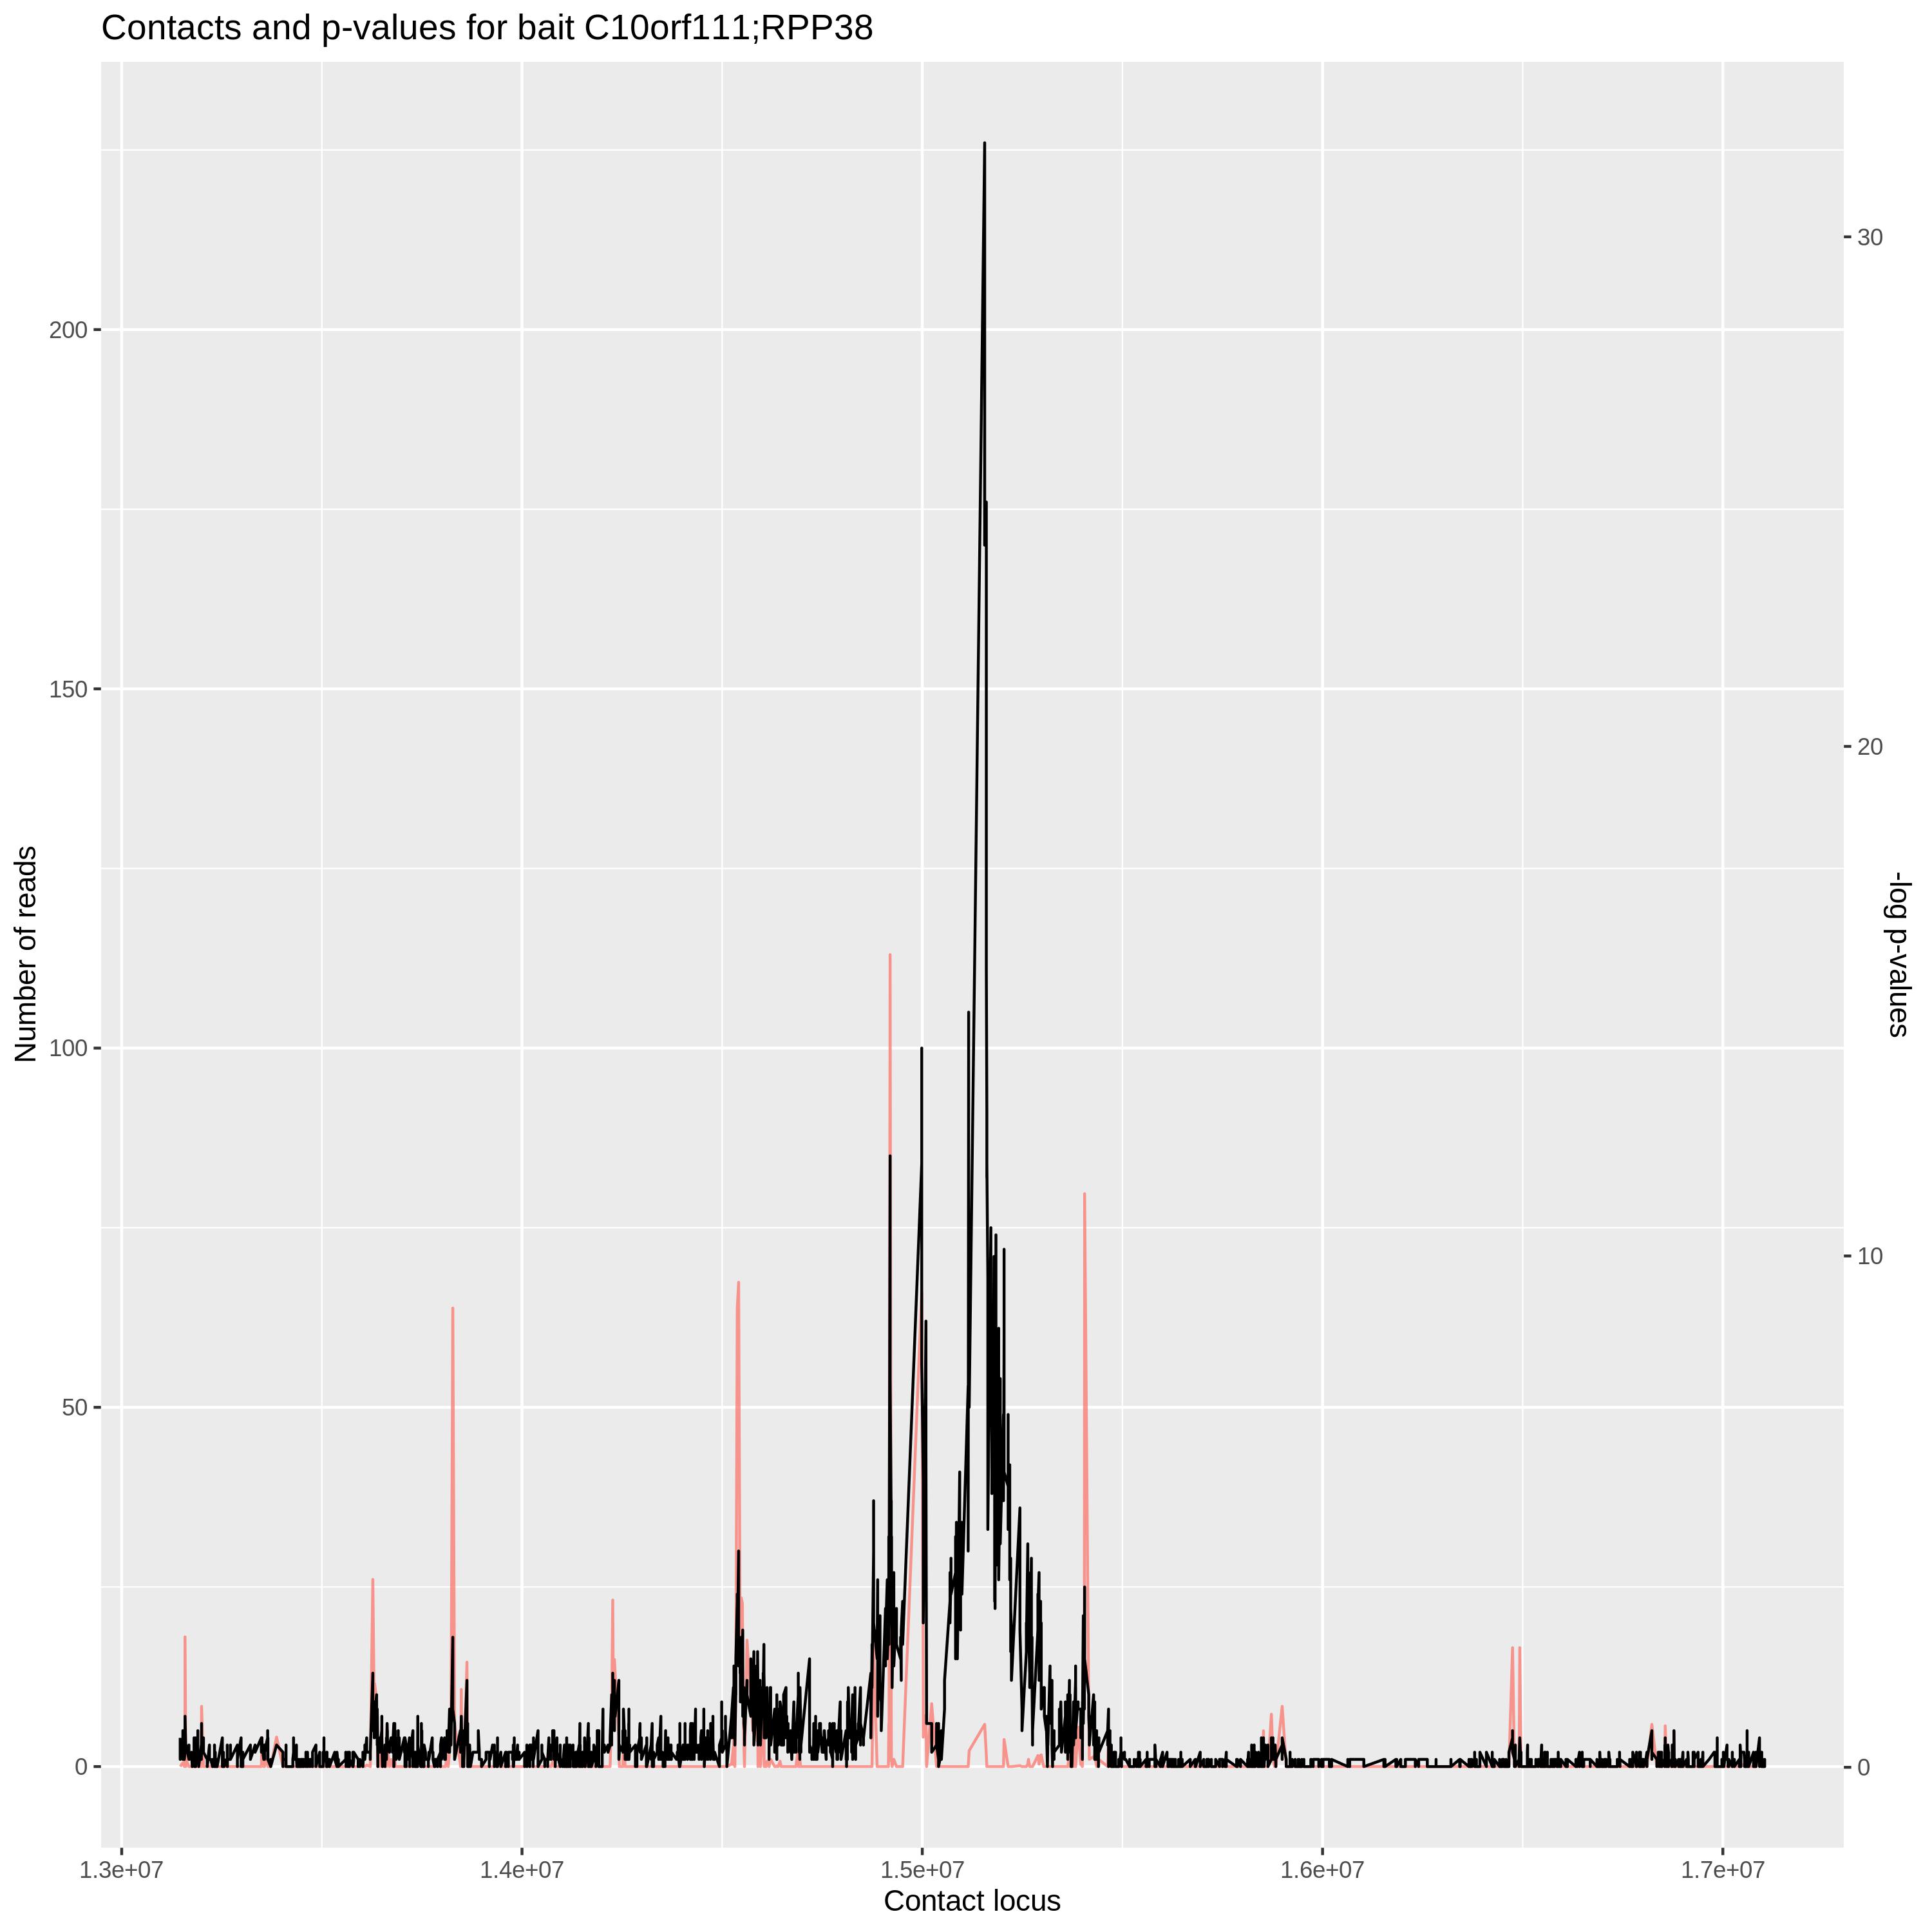 Contacts and p-values for bait C10orf111;RPP38
Number of reads
200
150
100
50
0
30
20
10
0
-log p-values
1.3e+07 1.4e+07 1.5e+07 1.6e+07 1.7e+07
Contact locus